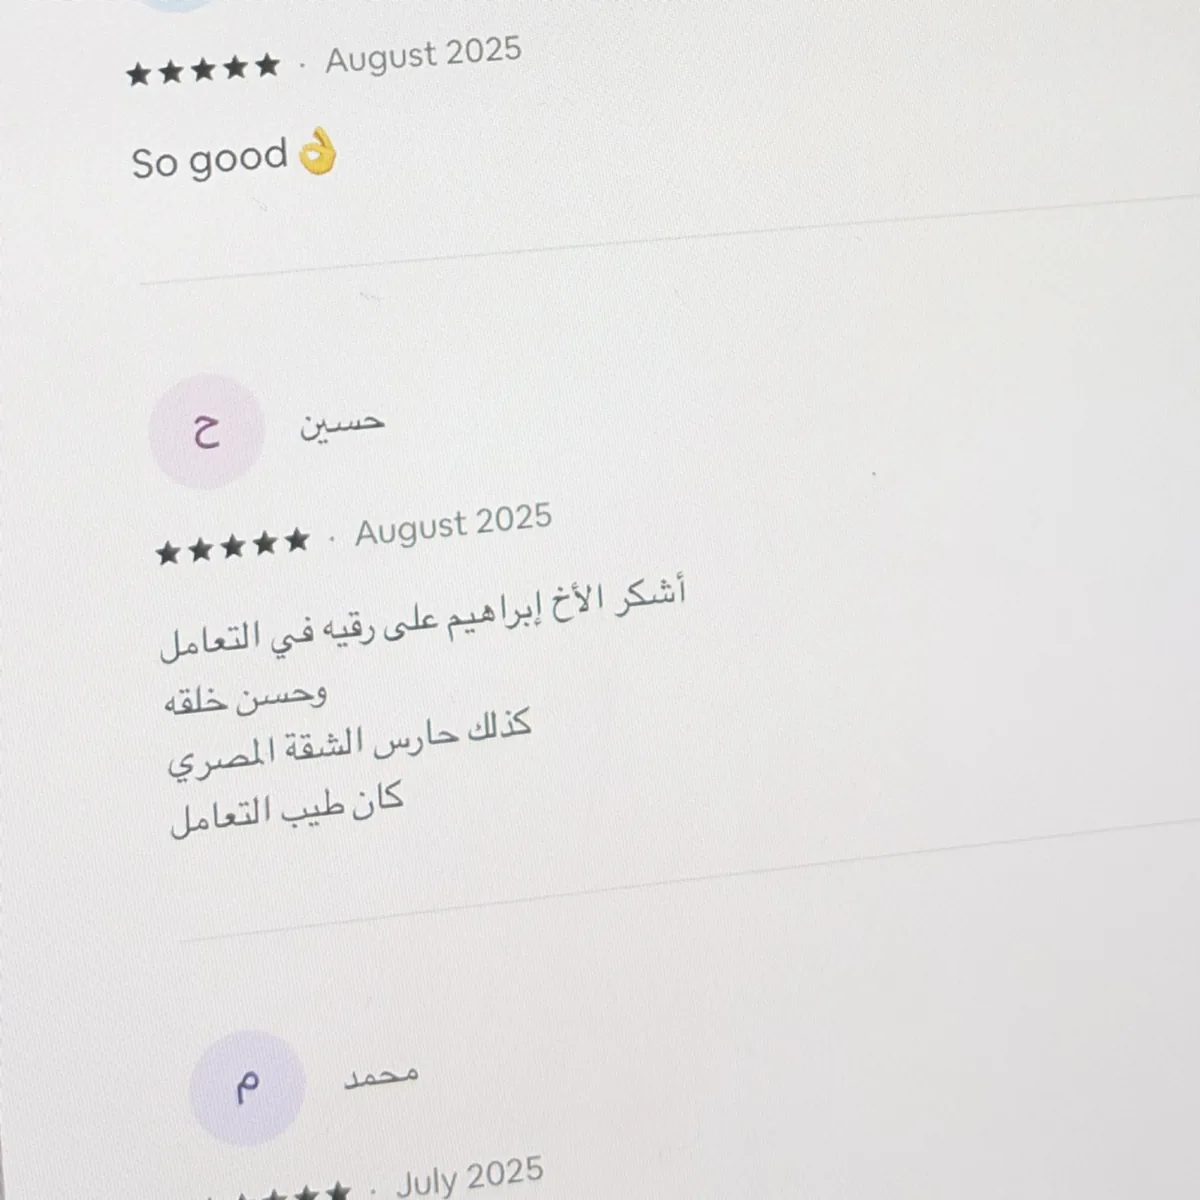 ★★★★★ · August 2025
So good 👌
ح
حسين
★★★★★ · August 2025
أشكر الأخ إبراهيم على رقيه في التعامل
وحسن خلقه
كذلك حارس الشقة المصري
كان طيب التعامل
م
محمد
★★★★★ · July 2025